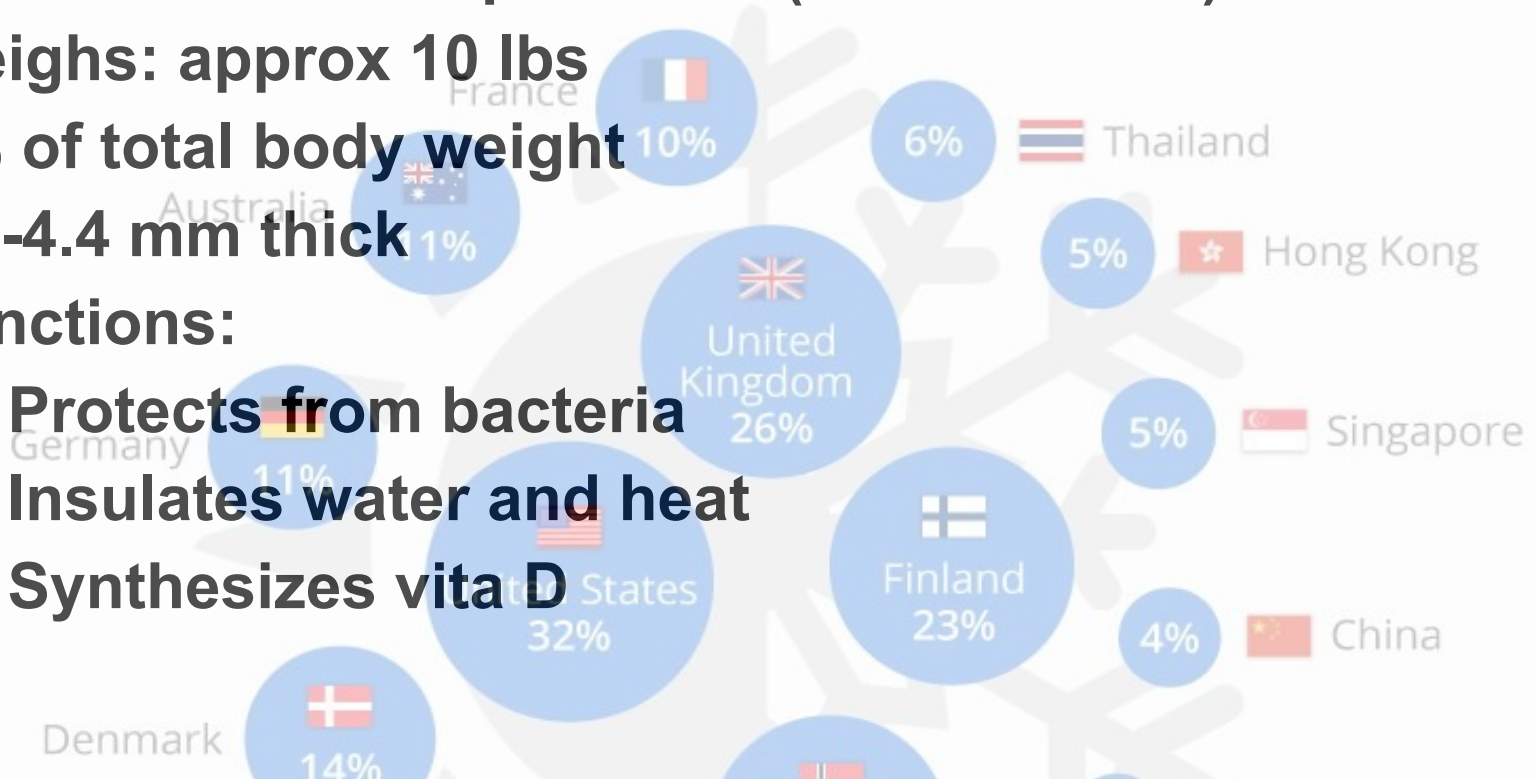 eighs: approx 10 lbs
of total body weight
-4.4 mm thick
nctions:
Protects from bacteria
Insulates water and heat
Synthesizes vita D
France
10%
6%
Thailand
Australia
11%
5%
Hong Kong
United
Kingdom
26%
Germany
11%
5%
Singapore
United States
32%
Finland
23%
4%
China
Denmark
14%